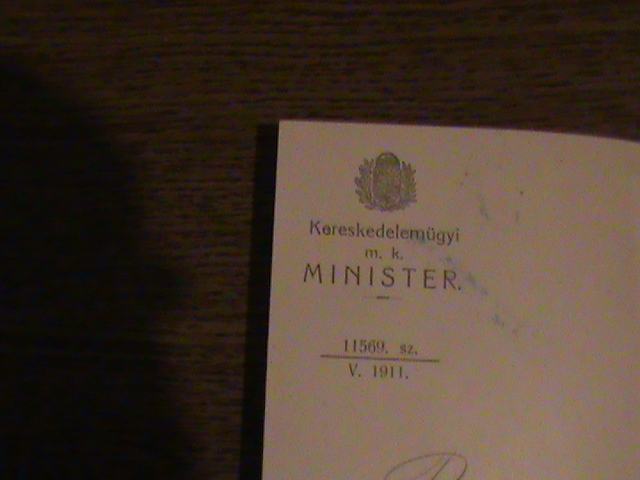 Kereskedelemügyi
m. k.
MINISTER.
11569. sz.
V. 1911.